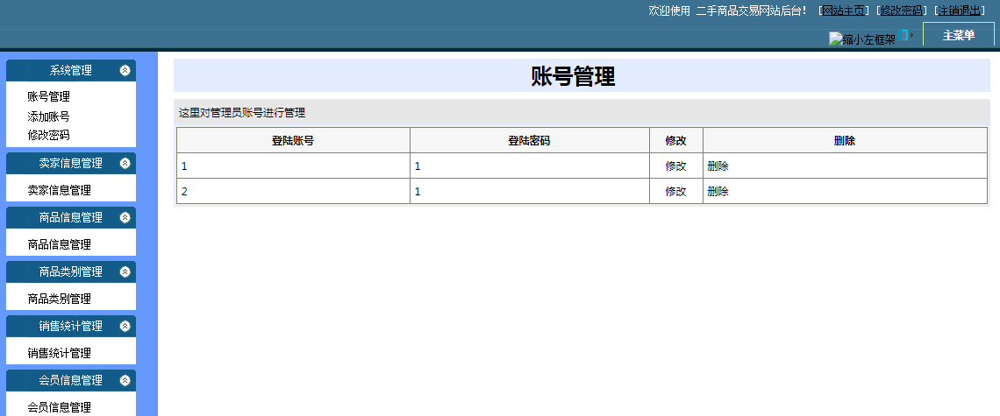 欢迎使用 二手商品交易网站后台! [网站主页] [修改密码] [注销退出]
缩小左框架 主菜单
系统管理
账号管理
添加账号
修改密码
卖家信息管理
卖家信息管理
商品信息管理
商品信息管理
商品类别管理
商品类别管理
销售统计管理
销售统计管理
会员信息管理
会员信息管理
账号管理
这里对管理员账号进行管理
登陆账号 登陆密码 修改 删除
1 1 修改 删除
2 1 修改 删除